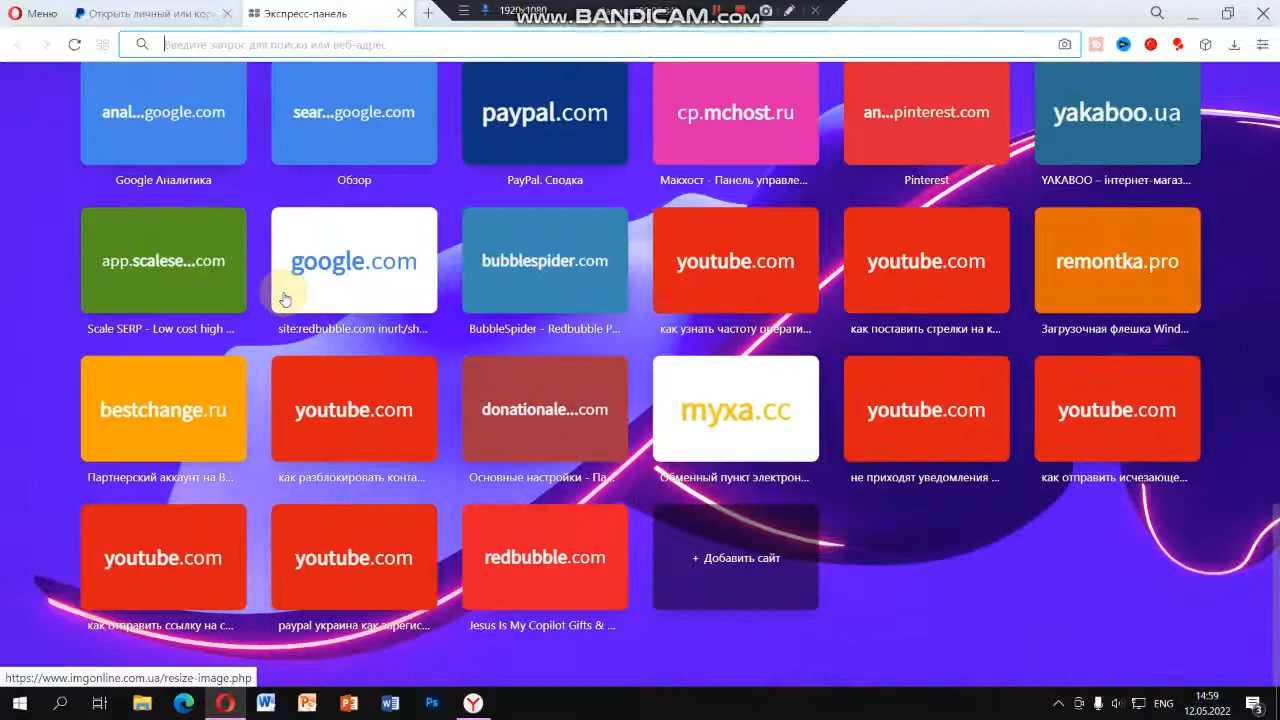 Меню
Открыть личный или корп
Экспресс-панель
1920x1080
www.BANDICAM.com
Введите запрос для поиска или веб-адрес
anal...google.com
sear...google.com
paypal.com
cp.mchost.ru
an...pinterest.com
yakaboo.ua
Google Аналитика
Обзор
PayPal. Сводка
Макхост - Панель управле...
Pinterest
YAKABOO – інтернет-магаз...
app.scalese...com
google.com
bubblespider.com
youtube.com
youtube.com
remontka.pro
Scale SERP - Low cost high ...
site:redbubble.com inurl:/sh...
BubbleSpider - Redbubble P...
как узнать частоту операти...
как поставить стрелки на к...
Загрузочная флешка Wind...
bestchange.ru
youtube.com
donationale...com
myxa.cc
youtube.com
youtube.com
Партнерский аккаунт на B...
как разблокировать конта...
Основные настройки - Па...
Обменный пункт электрон...
не приходят уведомления ...
как отправить исчезающе...
youtube.com
youtube.com
redbubble.com
+ Добавить сайт
как отправить ссылку на с...
paypal украина как зарегис...
Jesus Is My Copilot Gifts & ...
https://www.imgonline.com.ua/resize-image.php
ENG
14:59
12.05.2022
3